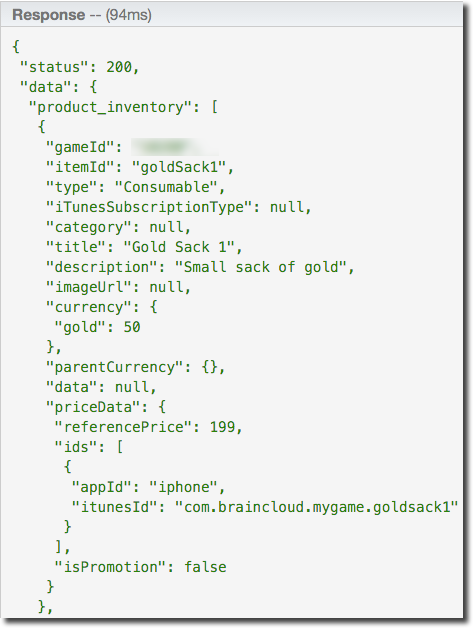 Response -- (94ms)
{
"status": 200,
"data": {
"product_inventory": [
{
"gameId":
"itemId": "goldSack1",
"type": "Consumable",
"iTunesSubscriptionType": null,
"category": null,
"title": "Gold Sack 1",
"description": "Small sack of gold",
"imageUrl": null,
"currency": {
"gold": 50
},
"parentCurrency": {},
"data": null,
"priceData": {
"referencePrice": 199,
"ids": [
{
"appId": "iphone",
"itunesId": "com.braincloud.mygame.goldsack1"
}
],
"isPromotion": false
}
},